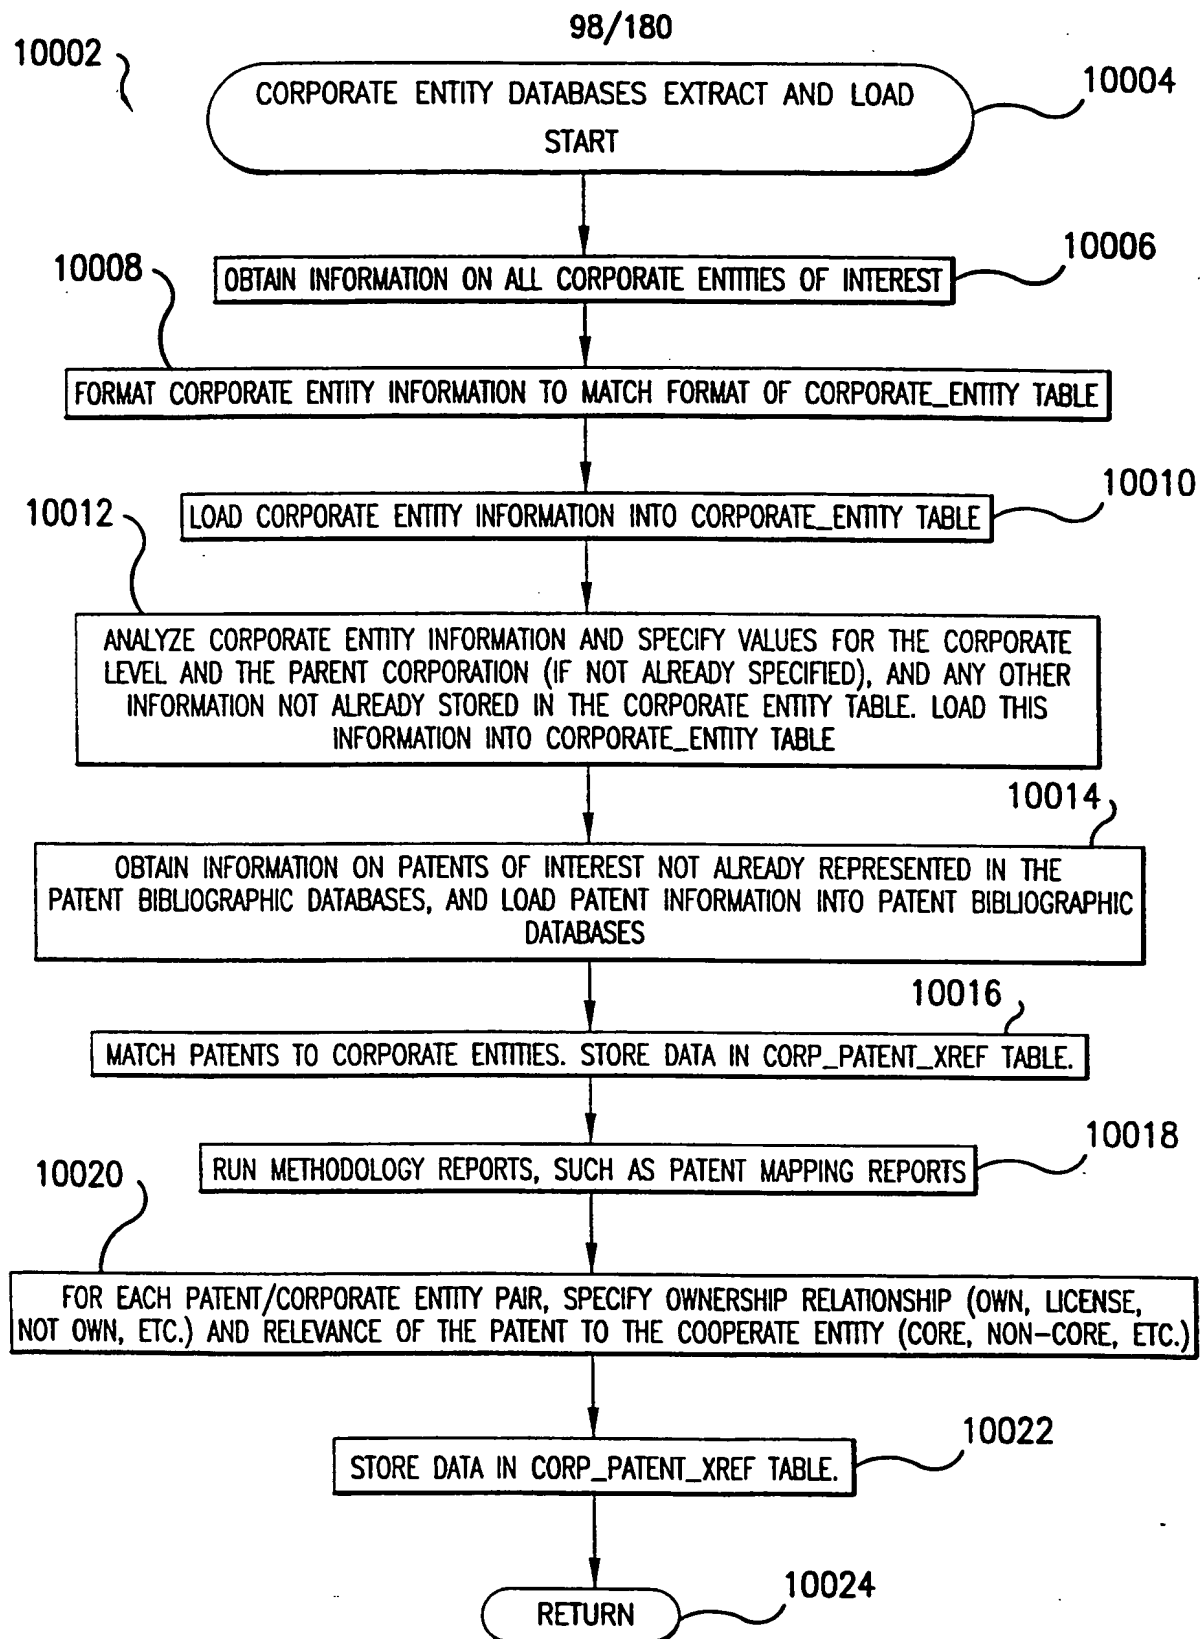 98/180
10002
10004
CORPORATE ENTITY DATABASES EXTRACT AND LOAD
START
10006
OBTAIN INFORMATION ON ALL CORPORATE ENTITIES OF INTEREST
10008
FORMAT CORPORATE ENTITY INFORMATION TO MATCH FORMAT OF CORPORATE_ENTITY TABLE
10010
LOAD CORPORATE ENTITY INFORMATION INTO CORPORATE_ENTITY TABLE
10012
ANALYZE CORPORATE ENTITY INFORMATION AND SPECIFY VALUES FOR THE CORPORATE
LEVEL AND THE PARENT CORPORATION (IF NOT ALREADY SPECIFIED), AND ANY OTHER
INFORMATION NOT ALREADY STORED IN THE CORPORATE ENTITY TABLE. LOAD THIS
INFORMATION INTO CORPORATE_ENTITY TABLE
10014
OBTAIN INFORMATION ON PATENTS OF INTEREST NOT ALREADY REPRESENTED IN THE
PATENT BIBLIOGRAPHIC DATABASES, AND LOAD PATENT INFORMATION INTO PATENT BIBLIOGRAPHIC
DATABASES
10016
MATCH PATENTS TO CORPORATE ENTITIES. STORE DATA IN CORP_PATENT_XREF TABLE.
10018
RUN METHODOLOGY REPORTS, SUCH AS PATENT MAPPING REPORTS
10020
FOR EACH PATENT/CORPORATE ENTITY PAIR, SPECIFY OWNERSHIP RELATIONSHIP (OWN, LICENSE,
NOT OWN, ETC.) AND RELEVANCE OF THE PATENT TO THE COOPERATE ENTITY (CORE, NON-CORE, ETC.)
10022
STORE DATA IN CORP_PATENT_XREF TABLE.
10024
RETURN